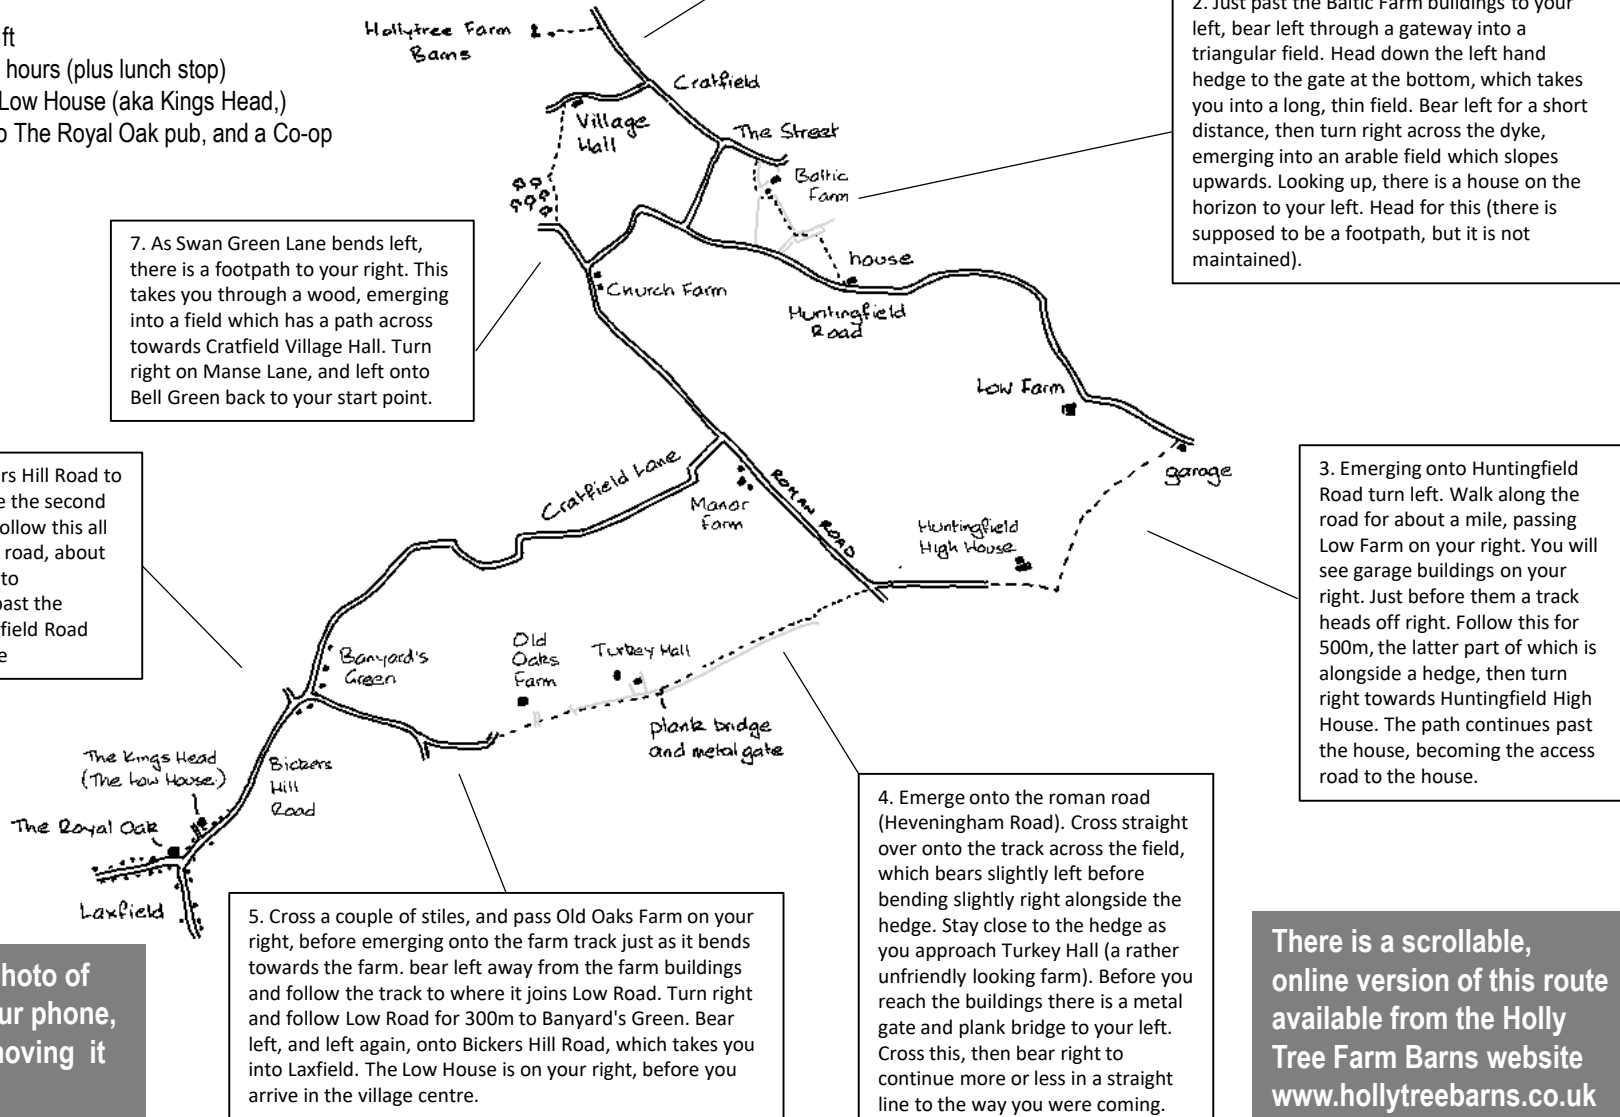 ft
hours (plus lunch stop)
Low House (aka Kings Head,)
o The Royal Oak pub, and a Co-op
Hollytree Farm
Barns
Cratfield
Village
Hall
The Street
Baltic
Farm
house
Church Farm
Huntingfield
Road
Low Farm
garage
Cratfield Lane
Manor
Farm
ROMAN ROAD
Huntingfield
High House
Banyard's
Green
Old
Oaks
Farm
Turkey Hall
plank bridge
and metal gate
The Kings Head
(The Low House)
Bickers
Hill
Road
The Royal Oak
Laxfield
2. Just past the Baltic Farm buildings to your
left, bear left through a gateway into a
triangular field. Head down the left hand
hedge to the gate at the bottom, which takes
you into a long, thin field. Bear left for a short
distance, then turn right across the dyke,
emerging into an arable field which slopes
upwards. Looking up, there is a house on the
horizon to your left. Head for this (there is
supposed to be a footpath, but it is not
maintained).
7. As Swan Green Lane bends left,
there is a footpath to your right. This
takes you through a wood, emerging
into a field which has a path across
towards Cratfield Village Hall. Turn
right on Manse Lane, and left onto
Bell Green back to your start point.
rs Hill Road to
e the second
ollow this all
road, about
to
past the
field Road
e
3. Emerging onto Huntingfield
Road turn left. Walk along the
road for about a mile, passing
Low Farm on your right. You will
see garage buildings on your
right. Just before them a track
heads off right. Follow this for
500m, the latter part of which is
alongside a hedge, then turn
right towards Huntingfield High
House. The path continues past
the house, becoming the access
road to the house.
4. Emerge onto the roman road
(Heveningham Road). Cross straight
over onto the track across the field,
which bears slightly left before
bending slightly right alongside the
hedge. Stay close to the hedge as
you approach Turkey Hall (a rather
unfriendly looking farm). Before you
reach the buildings there is a metal
gate and plank bridge to your left.
Cross this, then bear right to
continue more or less in a straight
line to the way you were coming.
5. Cross a couple of stiles, and pass Old Oaks Farm on your
right, before emerging onto the farm track just as it bends
towards the farm. bear left away from the farm buildings
and follow the track to where it joins Low Road. Turn right
and follow Low Road for 300m to Banyard's Green. Bear
left, and left again, onto Bickers Hill Road, which takes you
into Laxfield. The Low House is on your right, before you
arrive in the village centre.
hoto of
ur phone,
noving it
There is a scrollable,
online version of this route
available from the Holly
Tree Farm Barns website
www.hollytreebarns.co.uk